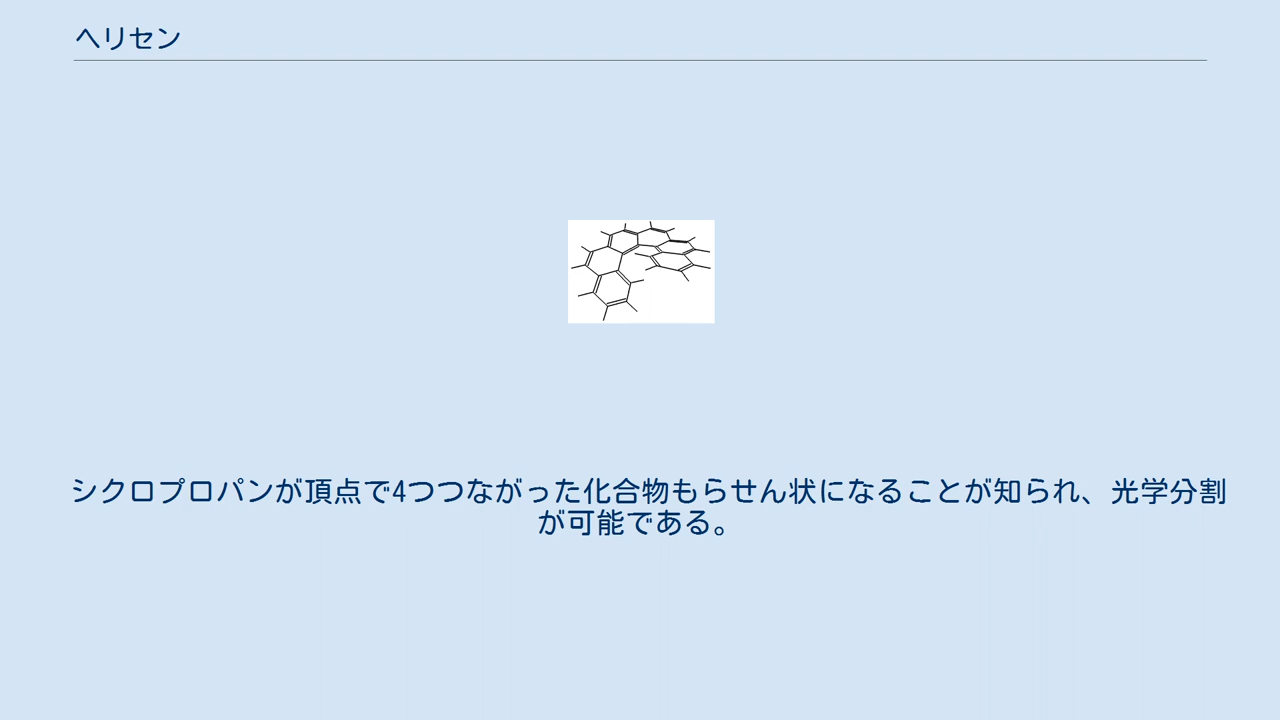 ヘリセン
シクロプロパンが頂点で4つつながった化合物もらせん状になることが知られ、光学分割
が可能である。